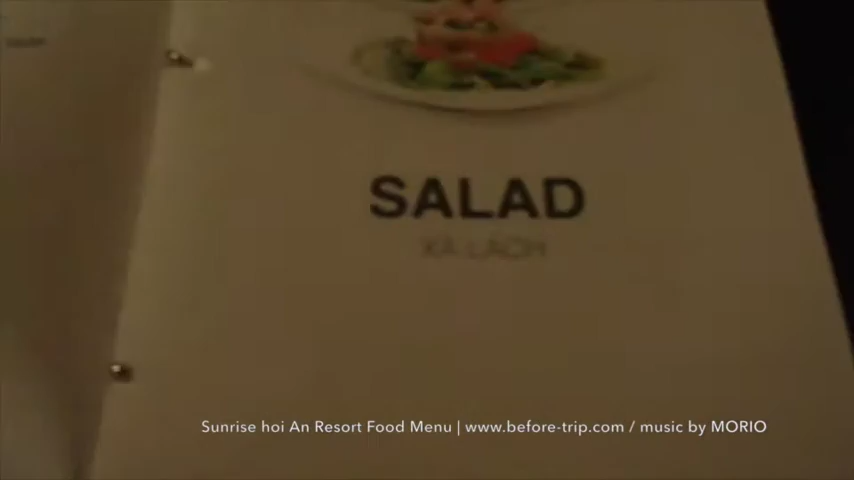 SALAD
XÀ LÁCH
Sunrise hoi An Resort Food Menu | www.before-trip.com / music by MORIO